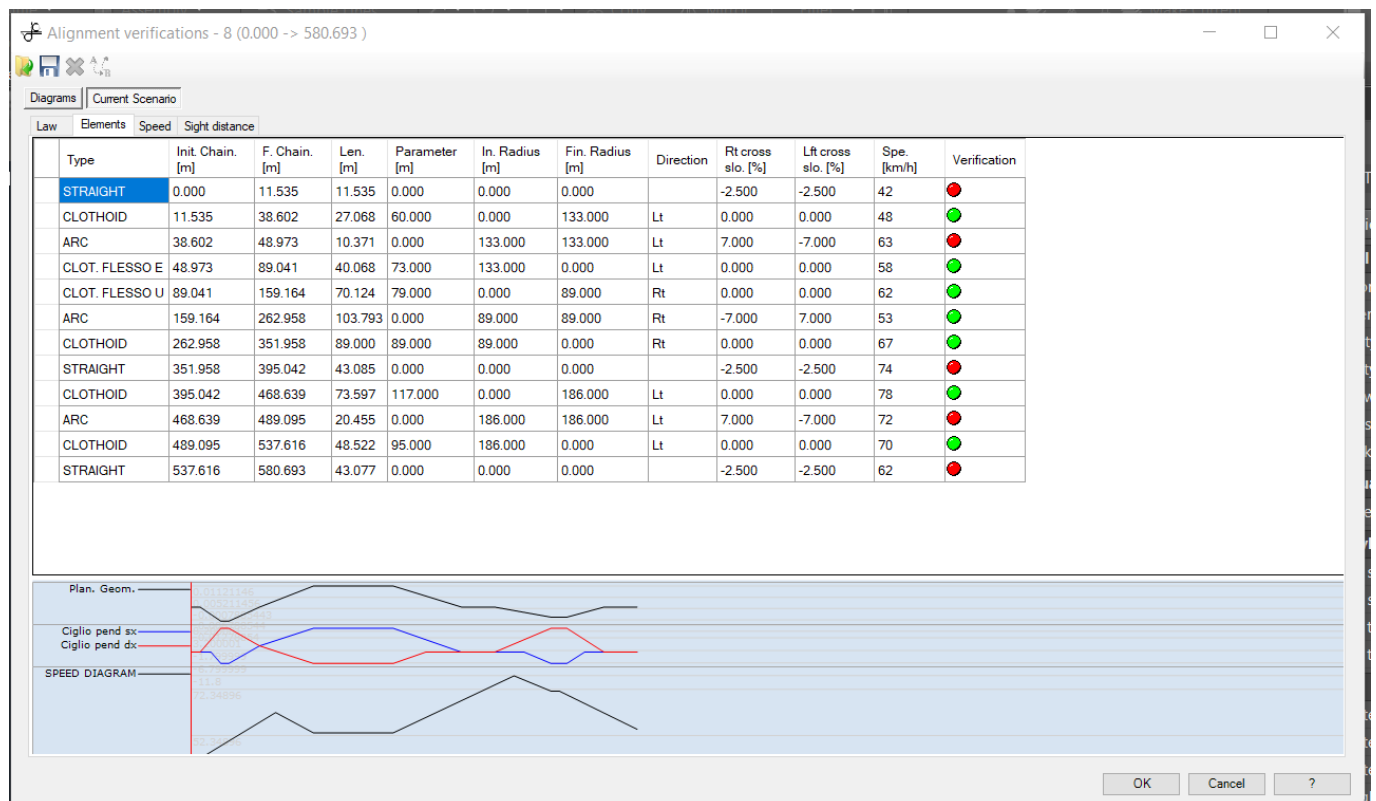 Alignment verifications - 8 (0.000 -> 580.693 )
Diagrams Current Scenario
Law Elements Speed Sight distance
Type Init. Chain. [m] F. Chain. [m] Len. [m] Parameter [m] In. Radius [m] Fin. Radius [m] Direction Rt cross slo. [%] Lft cross slo. [%] Spe. [km/h] Verification
STRAIGHT 0.000 11.535 11.535 0.000 0.000 0.000 -2.500 -2.500 42
CLOTHOID 11.535 38.602 27.068 60.000 0.000 133.000 Lt 0.000 0.000 48
ARC 38.602 48.973 10.371 0.000 133.000 133.000 Lt 7.000 -7.000 63
CLOT. FLESSO E 48.973 89.041 40.068 73.000 133.000 0.000 Lt 0.000 0.000 58
CLOT. FLESSO U 89.041 159.164 70.124 79.000 0.000 89.000 Rt 0.000 0.000 62
ARC 159.164 262.958 103.793 0.000 89.000 89.000 Rt -7.000 7.000 53
CLOTHOID 262.958 351.958 89.000 89.000 89.000 0.000 Rt 0.000 0.000 67
STRAIGHT 351.958 395.042 43.085 0.000 0.000 0.000 -2.500 -2.500 74
CLOTHOID 395.042 468.639 73.597 117.000 0.000 186.000 Lt 0.000 0.000 78
ARC 468.639 489.095 20.455 0.000 186.000 186.000 Lt 7.000 -7.000 72
CLOTHOID 489.095 537.616 48.522 95.000 186.000 0.000 Lt 0.000 0.000 70
STRAIGHT 537.616 580.693 43.077 0.000 0.000 0.000 -2.500 -2.500 62
Plan. Geom.
Ciglio pend sx
Ciglio pend dx
SPEED DIAGRAM
OK Cancel ?